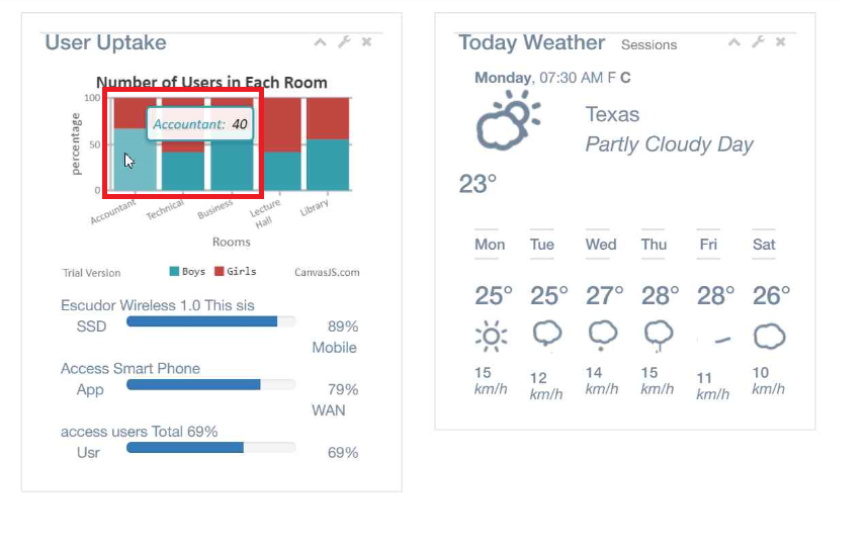 User Uptake
Number of Users in Each Room
percentage
100
50
0
Accountant: 40
Accountant
Technical
Business
Lecture
Hall
Library
Rooms
Trial Version
Boys
Girls
CanvasJS.com
Escudor Wireless 1.0 This sis
SSD
89%
Mobile
Access Smart Phone
App
79%
WAN
access users Total 69%
Usr
69%
Today Weather Sessions
Monday, 07:30 AM F C
Texas
Partly Cloudy Day
23°
Mon Tue Wed Thu Fri Sat
25° 25° 27° 28° 28° 26°
15 12 14 15 11 10
km/h km/h km/h km/h km/h km/h